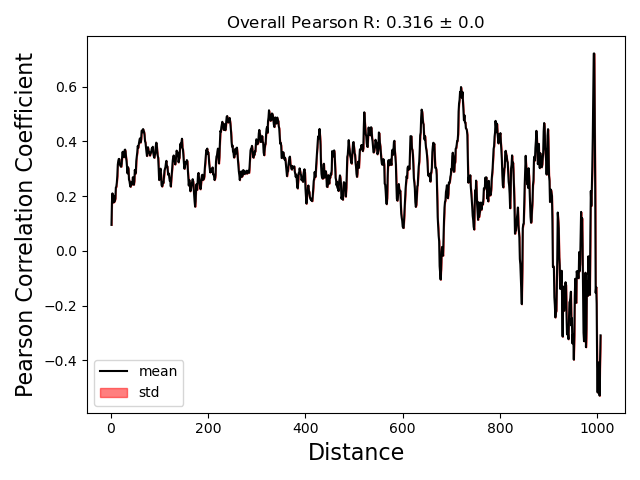 Overall Pearson R: 0.316 ± 0.0
Pearson Correlation Coefficient
0.6
0.4
0.2
0.0
−0.2
−0.4
mean
std
0
200
400
600
800
1000
Distance